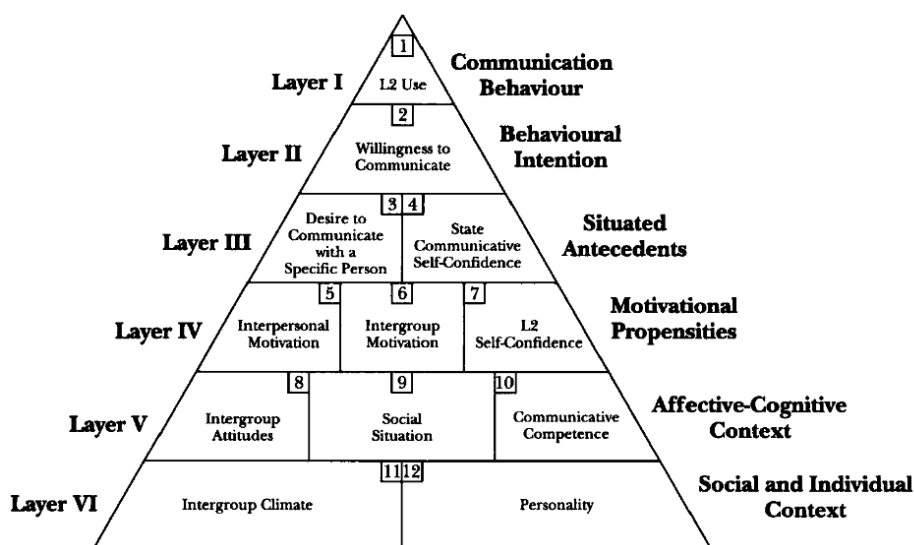 1
Layer I
L2 Use
Communication
Behaviour
2
Layer II
Willingness to
Communicate
Behavioural
Intention
3 4
Layer III
Desire to
Communicate
with a
Specific Person
State
Communicative
Self-Confidence
Situated
Antecedents
5 6 7
Layer IV
Interpersonal
Motivation
Intergroup
Motivation
L2
Self-Confidence
Motivational
Propensities
8 9 10
Layer V
Intergroup
Attitudes
Social
Situation
Communicative
Competence
Affective-Cognitive
Context
11 12
Layer VI
Intergroup Climate
Personality
Social and Individual
Context